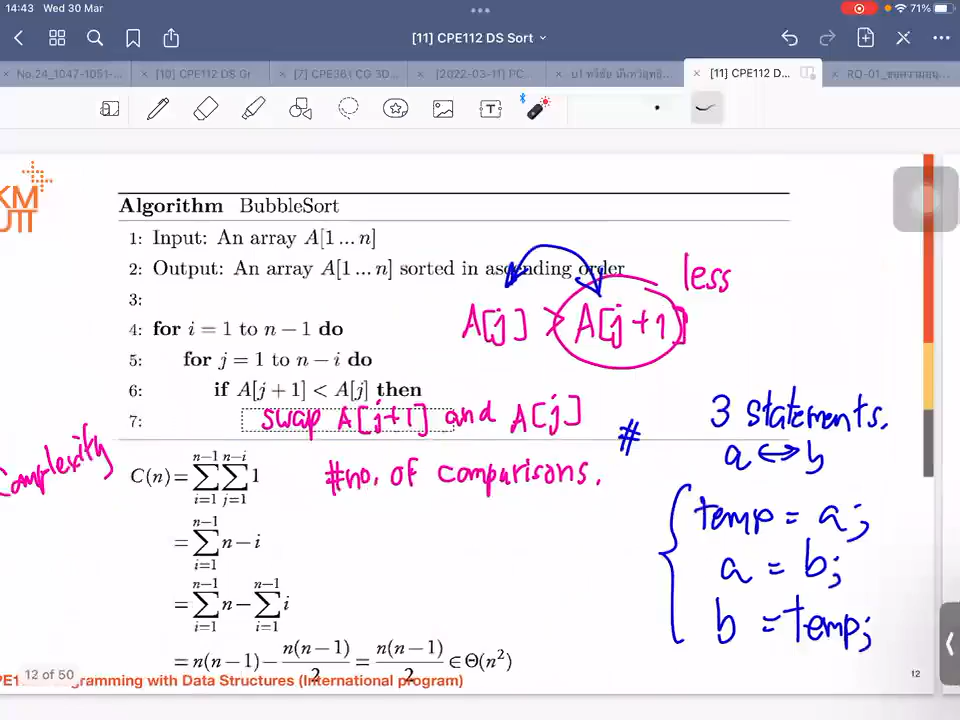 14:43 Wed 30 Mar
71%
[11] CPE112 DS Sort
No.24_1047-1051-...
[10] CPE112 DS Gr
[7] CPE361 CG 3D...
[2022-03-11] PC...
[11] CPE112 DS D...
KM
UTT
Algorithm BubbleSort
1: Input: An array A[1 … n]
2: Output: An array A[1 … n] sorted in ascending order
3:
less
A[j] > A[j+1]
4: for i = 1 to n − 1 do
5: for j = 1 to n − i do
6: if A[j + 1] < A[j] then
7: swap A[j+1] and A[j]
# 3 statements.
a ↔ b
temp = a;
a = b;
b = temp;
Complexity
#no. of comparisons.
C(n) = ∑_{i=1}^{n−1} ∑_{j=1}^{n−i} 1
= ∑_{i=1}^{n−1} n − i
= ∑_{i=1}^{n−1} n − ∑_{i=1}^{n−1} i
= n(n − 1) − n(n−1)/2 = n(n−1)/2 ∈ Θ(n²)
12 of 50
gramming with Data Structures (International program)
12